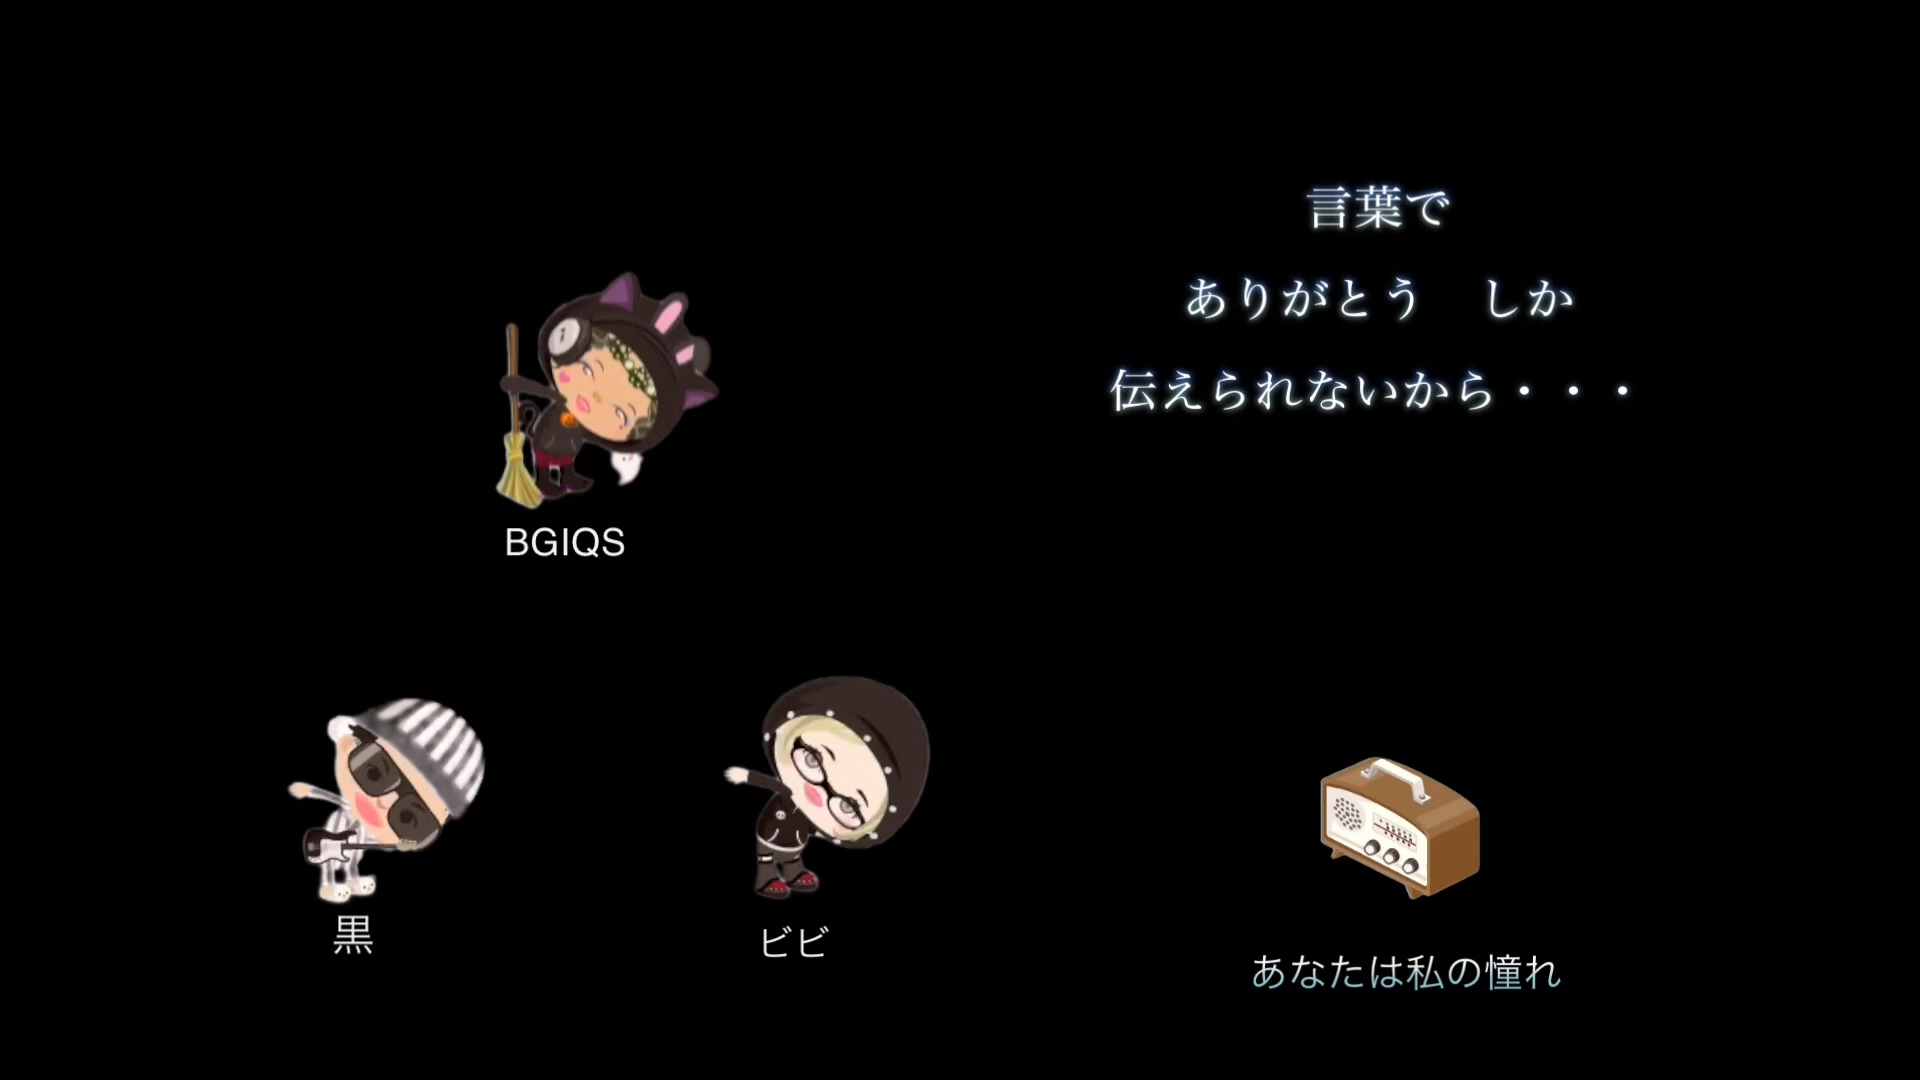 言葉で
ありがとう　しか
伝えられないから・・・
BGIQS
黒
ビビ
あなたは私の憧れ